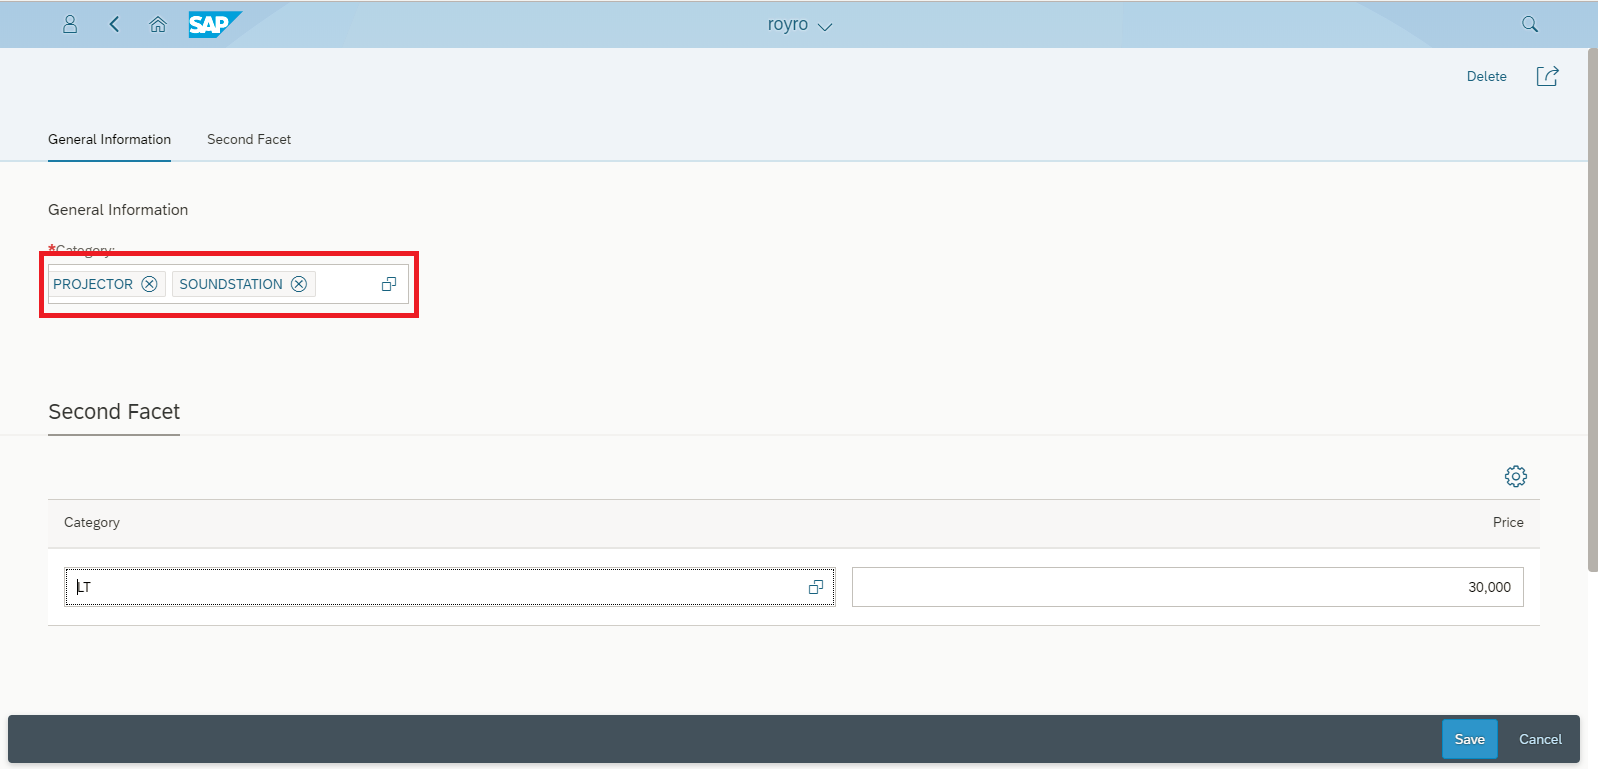 SAP
royro
Delete
General Information Second Facet
General Information
*Category:
PROJECTOR SOUNDSTATION
Second Facet
Category Price
LT 30,000
Save Cancel